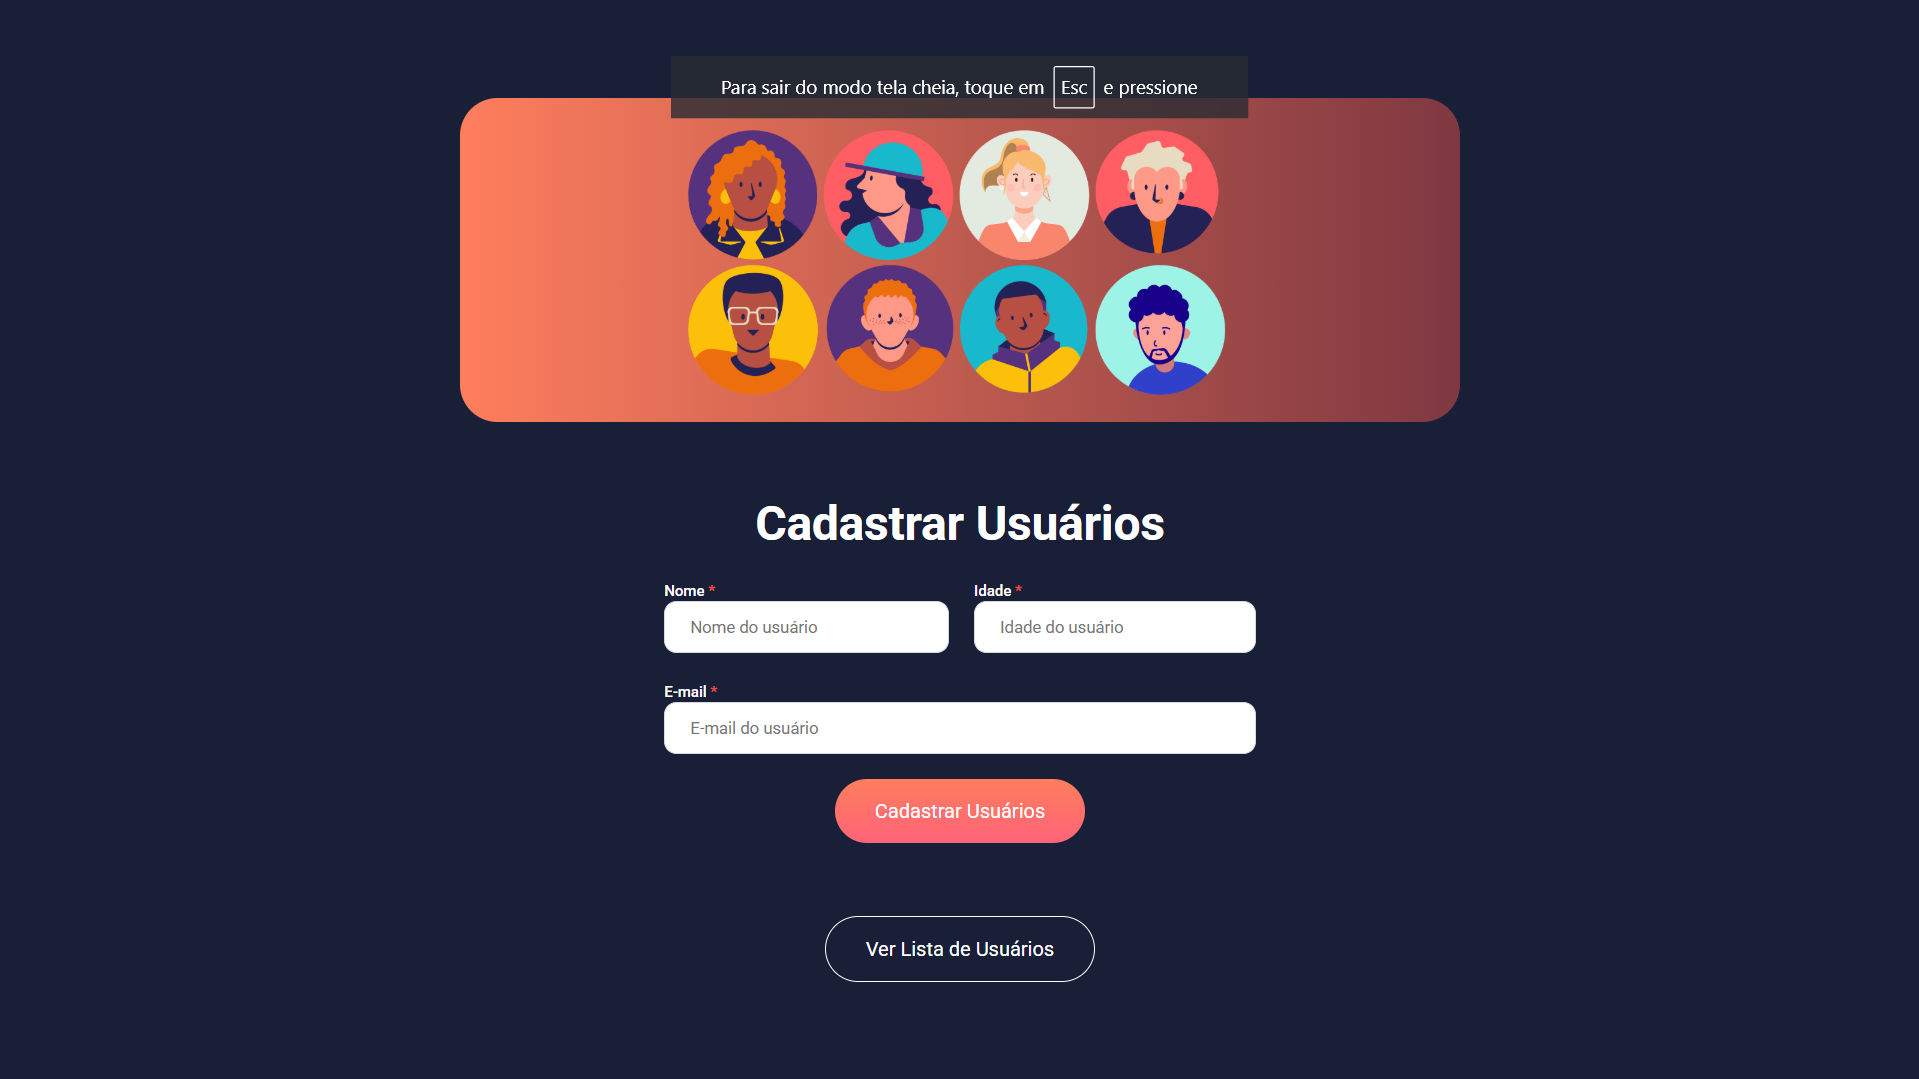 Para sair do modo tela cheia, toque em Esc e pressione
Cadastrar Usuários
Nome *
Idade *
Nome do usuário
Idade do usuário
E-mail *
E-mail do usuário
Cadastrar Usuários
Ver Lista de Usuários